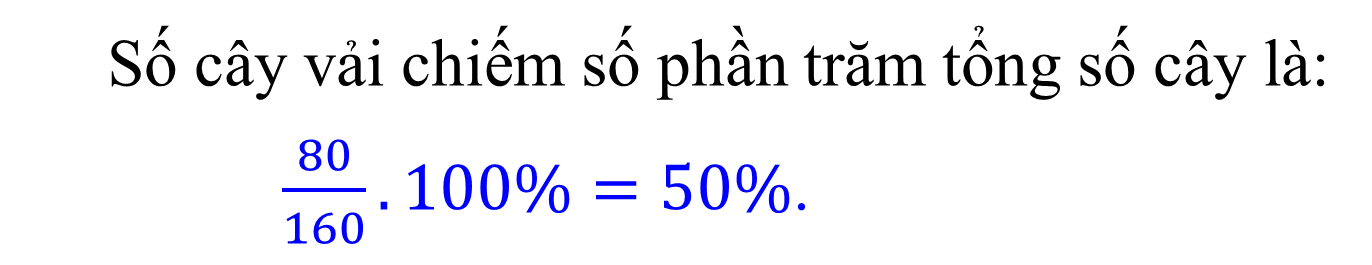 Số cây vải chiếm số phần trăm tổng số cây là:
80/160 . 100% = 50%.